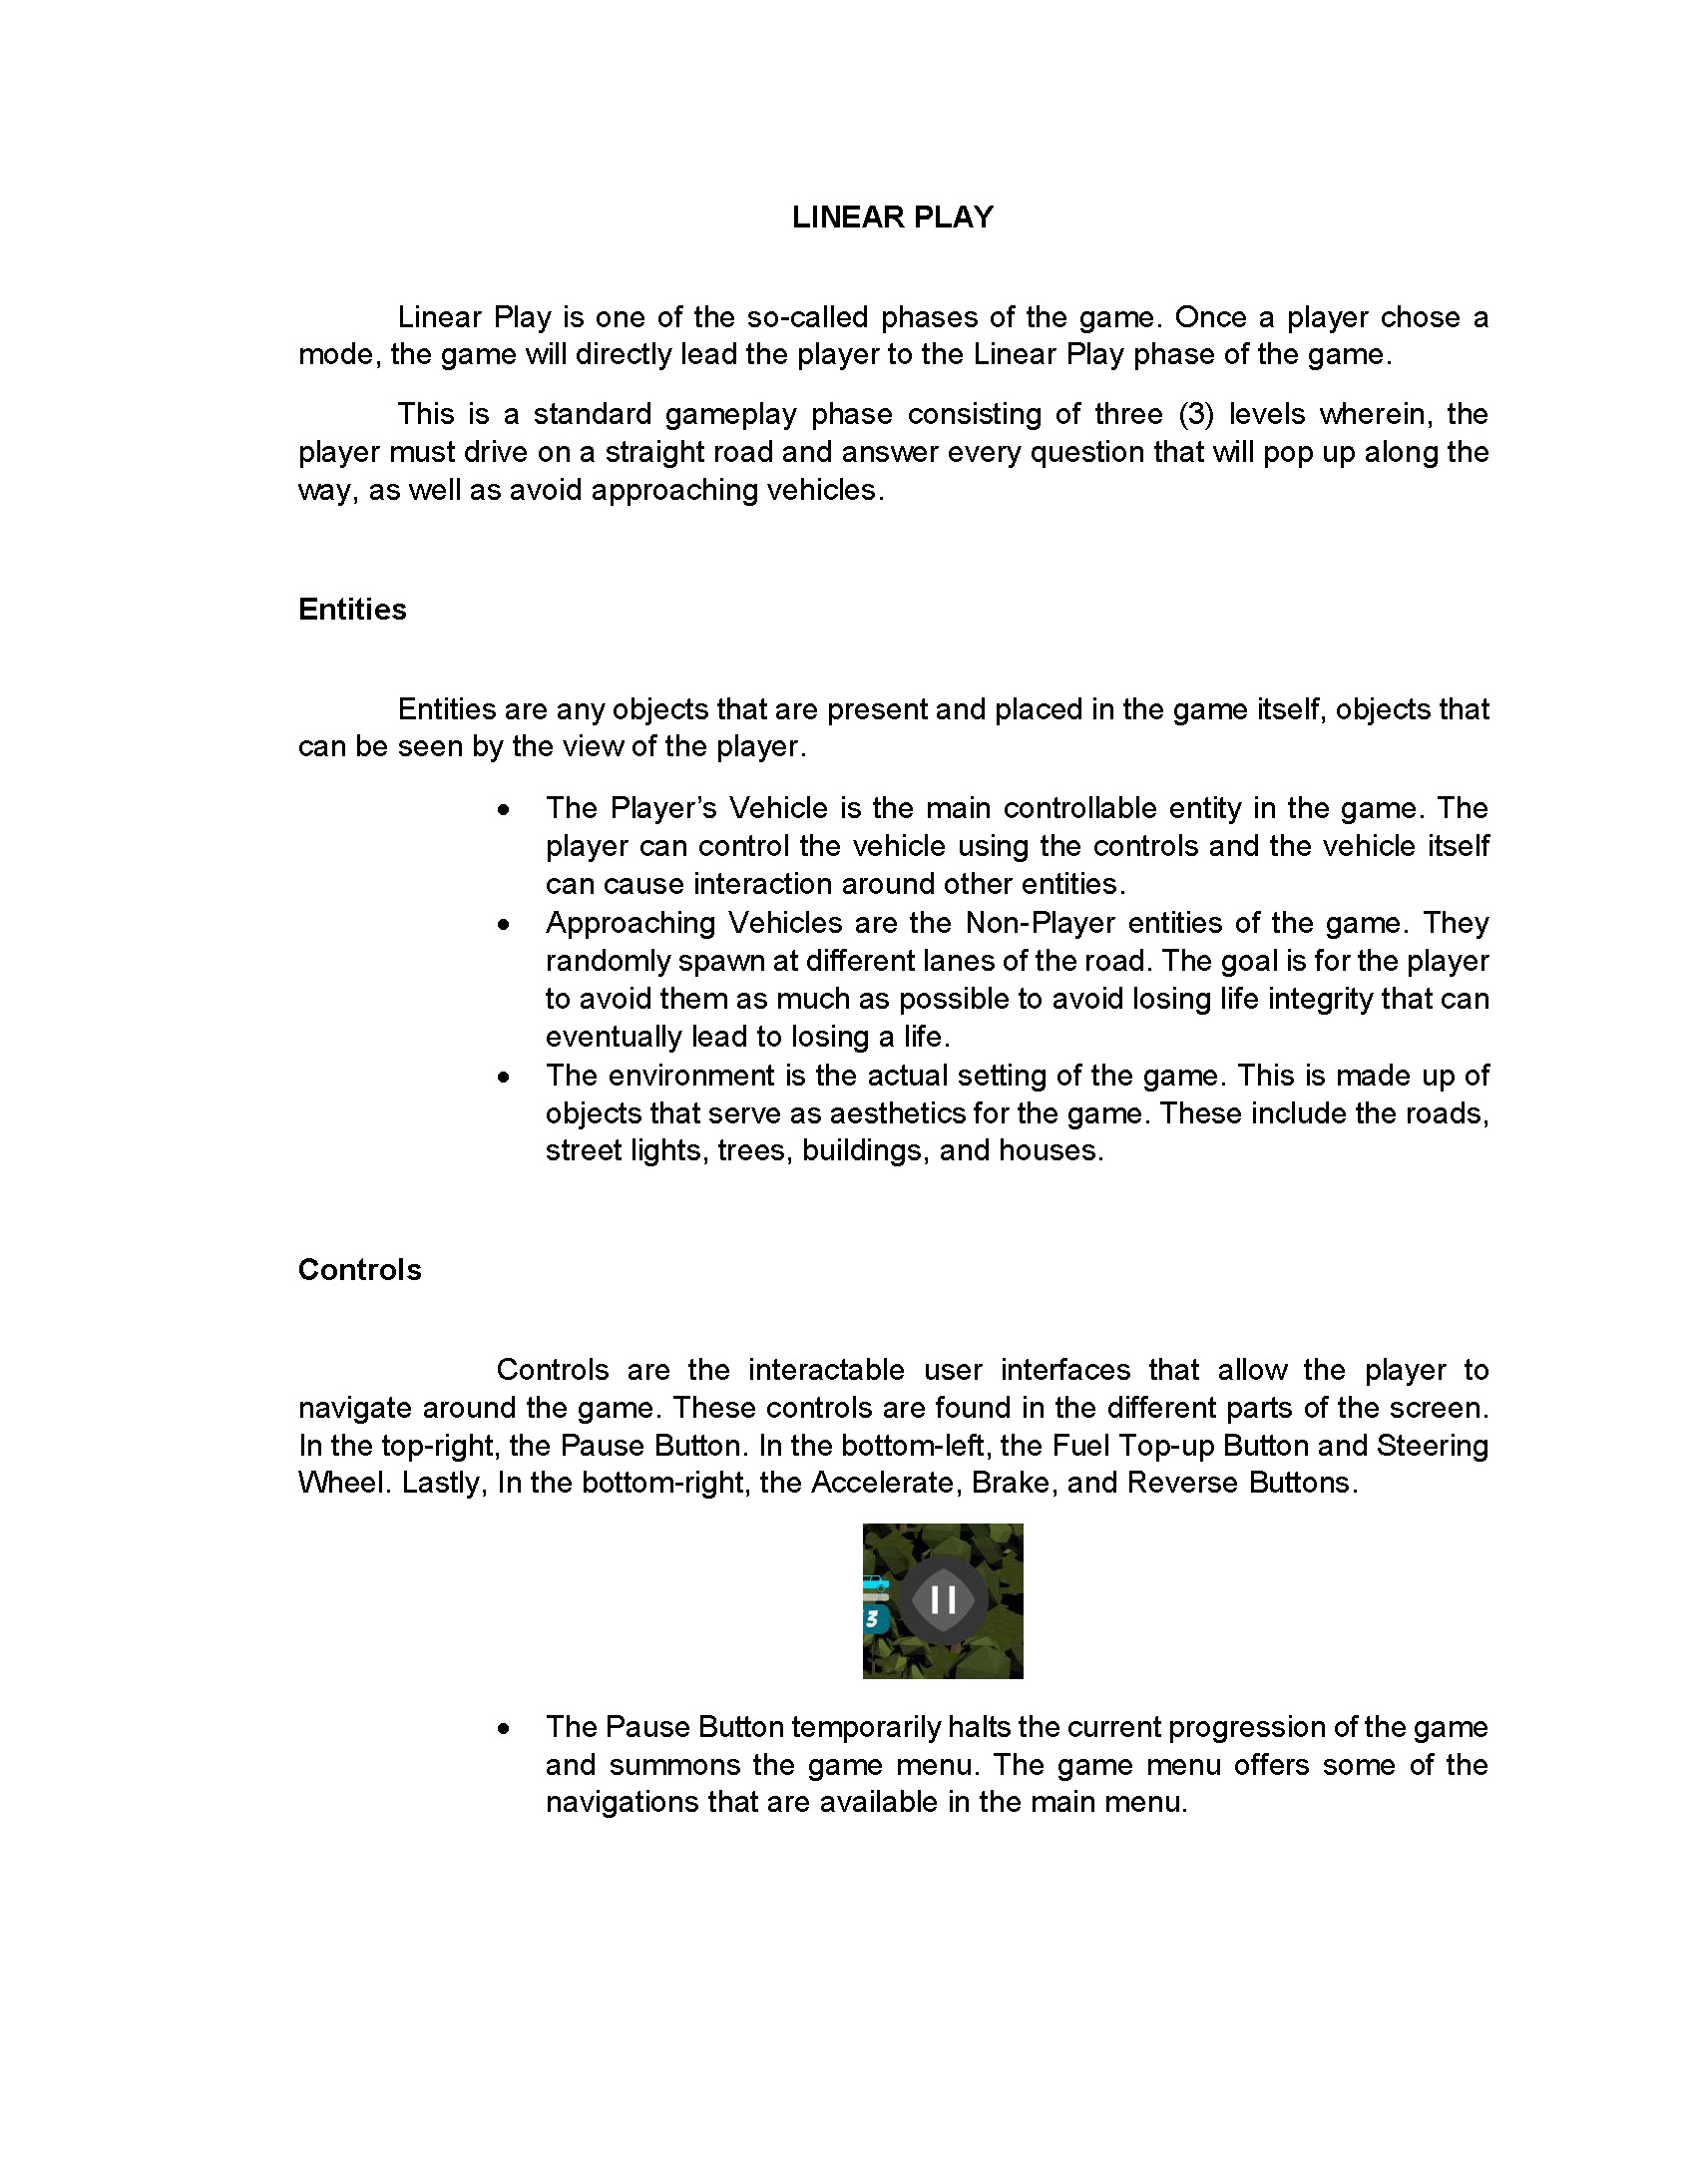 LINEAR PLAY
Linear Play is one of the so-called phases of the game. Once a player chose a
mode, the game will directly lead the player to the Linear Play phase of the game.
This is a standard gameplay phase consisting of three (3) levels wherein, the
player must drive on a straight road and answer every question that will pop up along the
way, as well as avoid approaching vehicles.
Entities
Entities are any objects that are present and placed in the game itself, objects that
can be seen by the view of the player.
• The Player’s Vehicle is the main controllable entity in the game. The
player can control the vehicle using the controls and the vehicle itself
can cause interaction around other entities.
• Approaching Vehicles are the Non-Player entities of the game. They
randomly spawn at different lanes of the road. The goal is for the player
to avoid them as much as possible to avoid losing life integrity that can
eventually lead to losing a life.
• The environment is the actual setting of the game. This is made up of
objects that serve as aesthetics for the game. These include the roads,
street lights, trees, buildings, and houses.
Controls
Controls are the interactable user interfaces that allow the player to
navigate around the game. These controls are found in the different parts of the screen.
In the top-right, the Pause Button. In the bottom-left, the Fuel Top-up Button and Steering
Wheel. Lastly, In the bottom-right, the Accelerate, Brake, and Reverse Buttons.
3
• The Pause Button temporarily halts the current progression of the game
and summons the game menu. The game menu offers some of the
navigations that are available in the main menu.